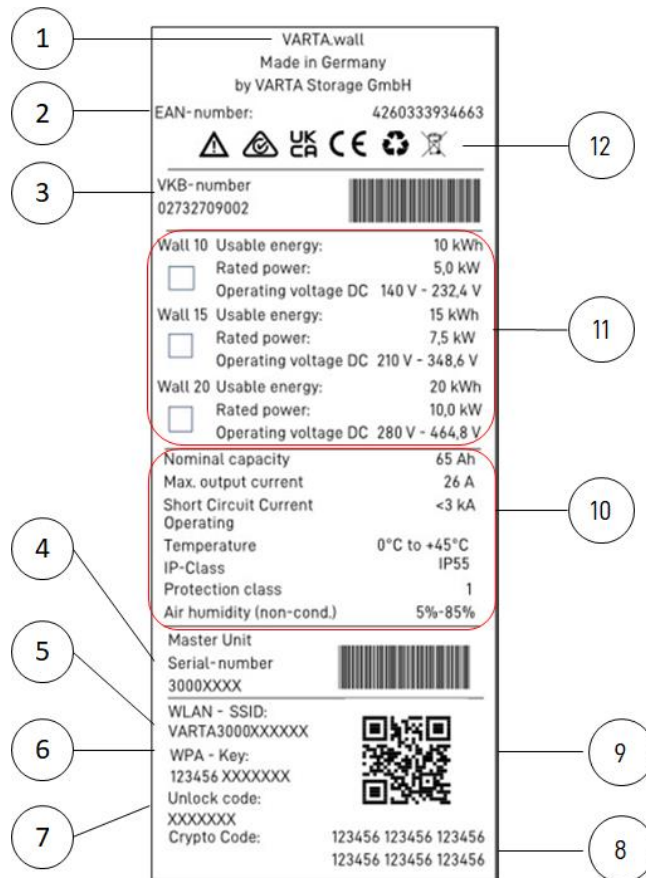 1
VARTA.wall
Made in Germany
by VARTA Storage GmbH
2
EAN-number: 4260333934663
UK
CA CE
12
3
VKB-number
02732709002
Wall 10 Usable energy: 10 kWh
Rated power: 5,0 kW
Operating voltage DC 140 V - 232,4 V
Wall 15 Usable energy: 15 kWh
Rated power: 7,5 kW
Operating voltage DC 210 V - 348,6 V
11
Wall 20 Usable energy: 20 kWh
Rated power: 10,0 kW
Operating voltage DC 280 V - 464,8 V
Nominal capacity 65 Ah
Max. output current 26 A
Short Circuit Current <3 kA
Operating
10
Temperature 0°C to +45°C
IP-Class IP55
Protection class 1
Air humidity (non-cond.) 5%-85%
4
Master Unit
Serial-number
3000XXXX
5
WLAN - SSID:
VARTA3000XXXXXX
6
WPA - Key:
123456 XXXXXXX
9
Unlock code:
XXXXXXX
7
Crypto Code: 123456 123456 123456
123456 123456 123456
8